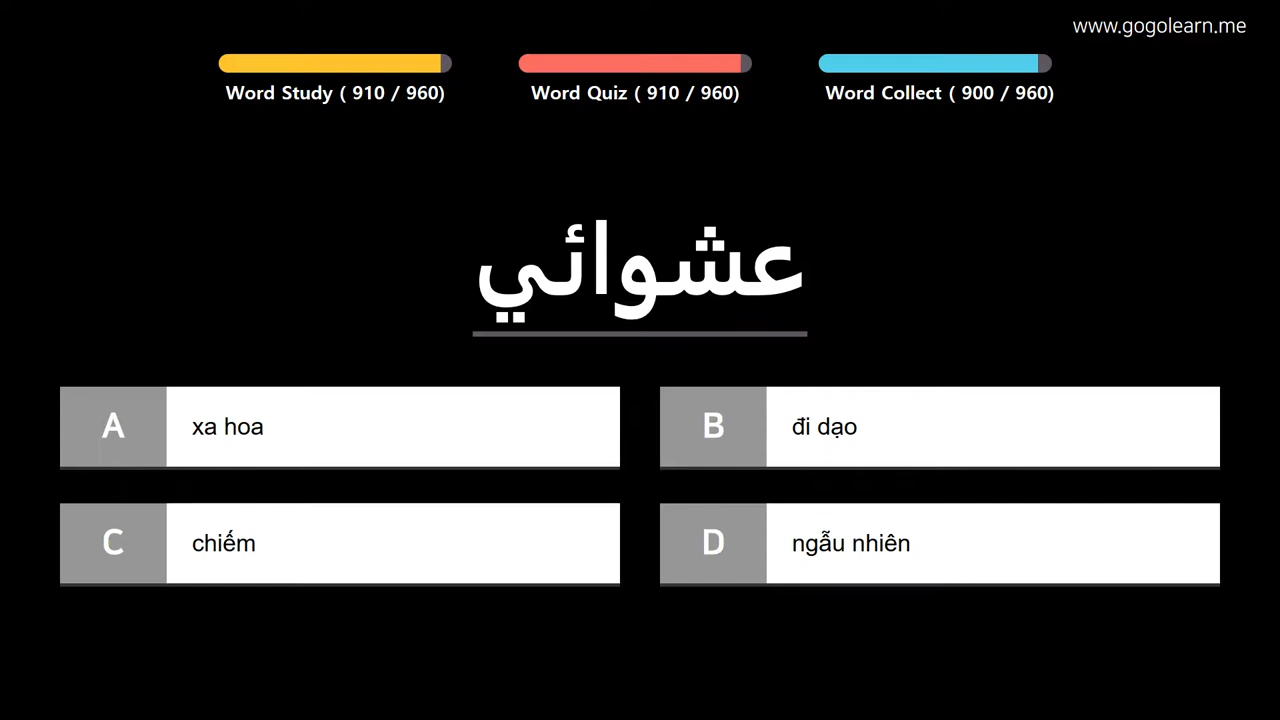 www.gogolearn.me
Word Study ( 910 / 960)
Word Quiz ( 910 / 960)
Word Collect ( 900 / 960)
عشوائي
A
xa hoa
B
đi dạo
C
chiếm
D
ngẫu nhiên